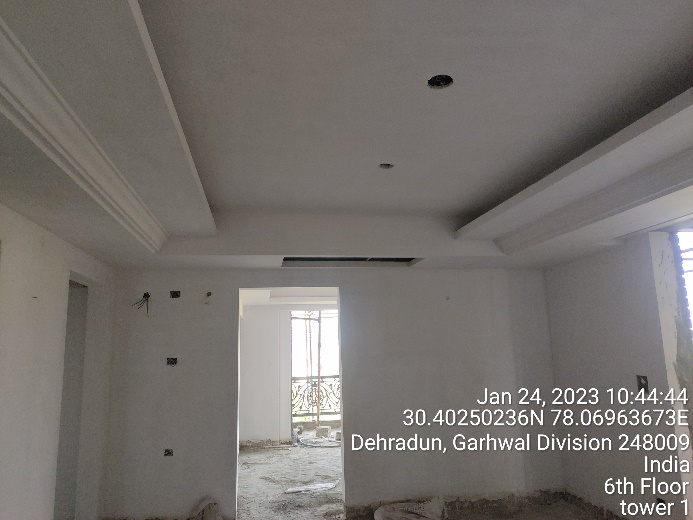 Jan 24, 2023 10:44:44
30.40250236N 78.06963673E
Dehradun, Garhwal Division 248009
India
6th Floor
tower 1